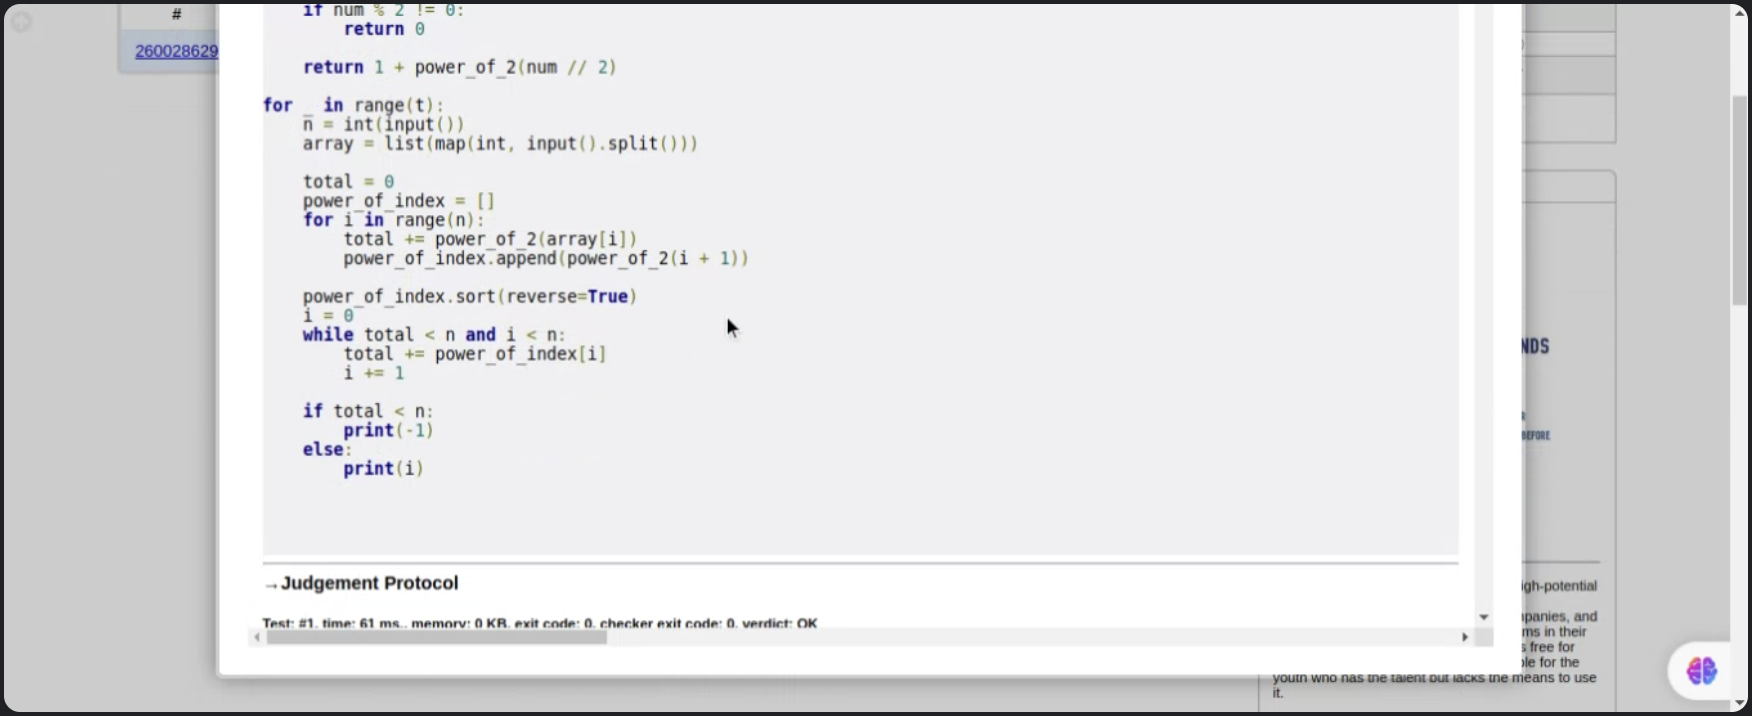 #
260028629
if num % 2 != 0:
return 0
return 1 + power_of_2(num // 2)
for _ in range(t):
n = int(input())
array = list(map(int, input().split()))
total = 0
power_of_index = []
for i in range(n):
total += power_of_2(array[i])
power_of_index.append(power_of_2(i + 1))
power_of_index.sort(reverse=True)
i = 0
while total < n and i < n:
total += power_of_index[i]
i += 1
if total < n:
print(-1)
else:
print(i)
→Judgement Protocol
Test: #1, time: 61 ms., memory: 0 KB, exit code: 0, checker exit code: 0, verdict: OK
NDS
BEFORE
igh-potential
npanies, and
ms in their
s free for
ble for the
youth who has the talent but lacks the means to use
it.